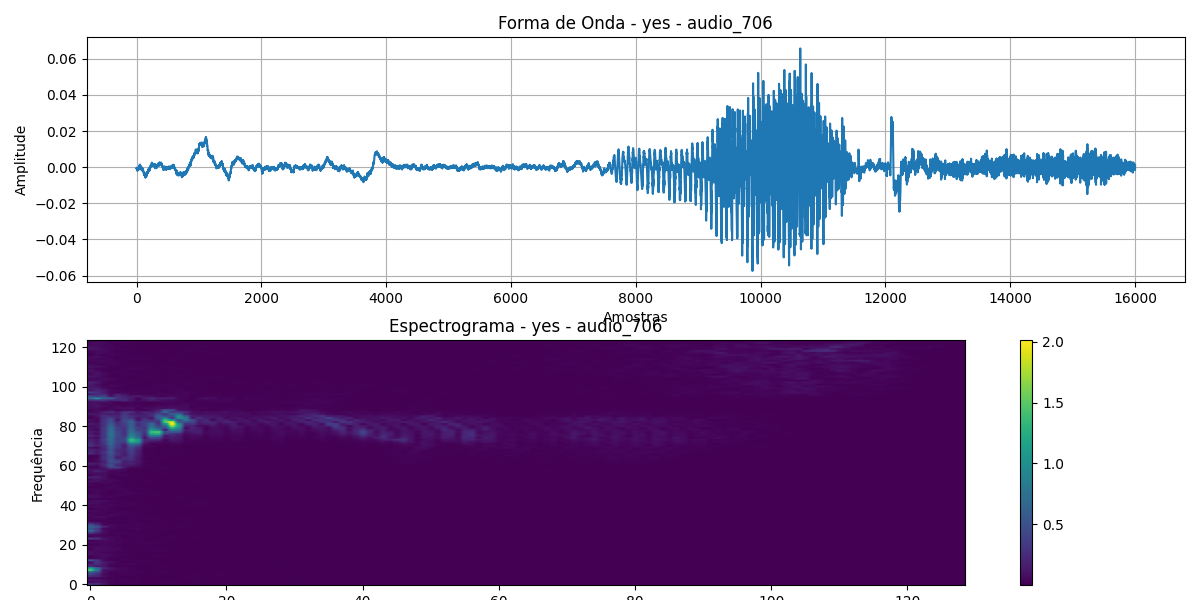 Forma de Onda - yes - audio_706
0.06
0.04
0.02
0.00
−0.02
−0.04
−0.06
Amplitude
0 2000 4000 6000 8000 10000 12000 14000 16000
Amostras
Espectrograma - yes - audio_706
120
100
80
60
40
20
0
Frequência
0 20 40 60 80 100 120
2.0
1.5
1.0
0.5